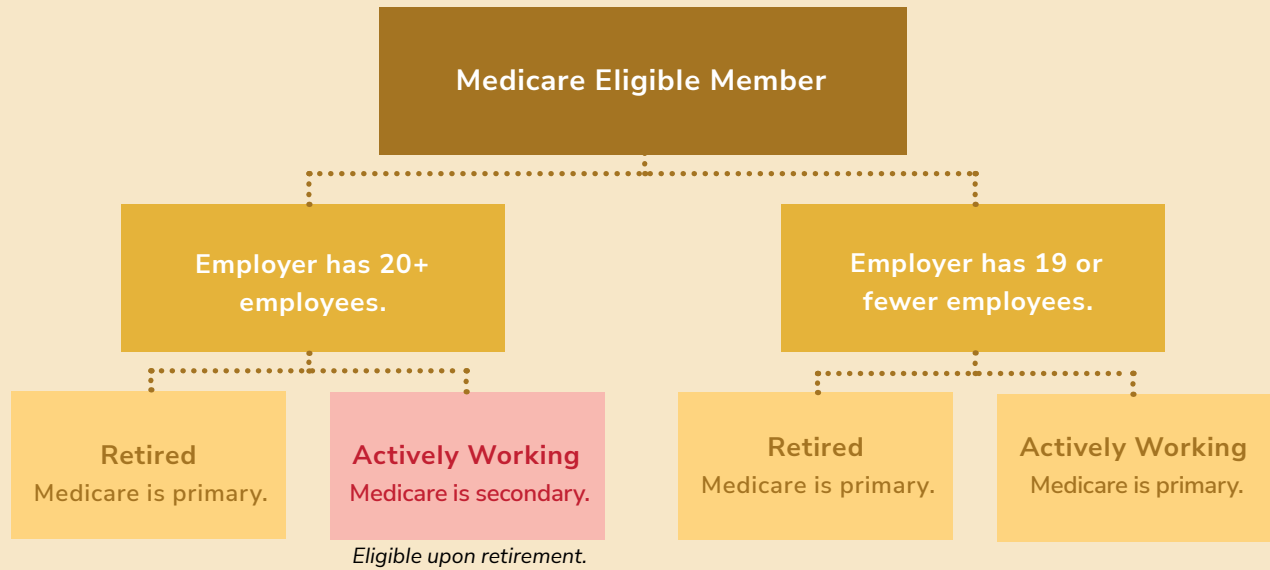 Medicare Eligible Member
Employer has 20+
employees.
Employer has 19 or
fewer employees.
Retired
Medicare is primary.
Actively Working
Medicare is secondary.
Eligible upon retirement.
Retired
Medicare is primary.
Actively Working
Medicare is primary.